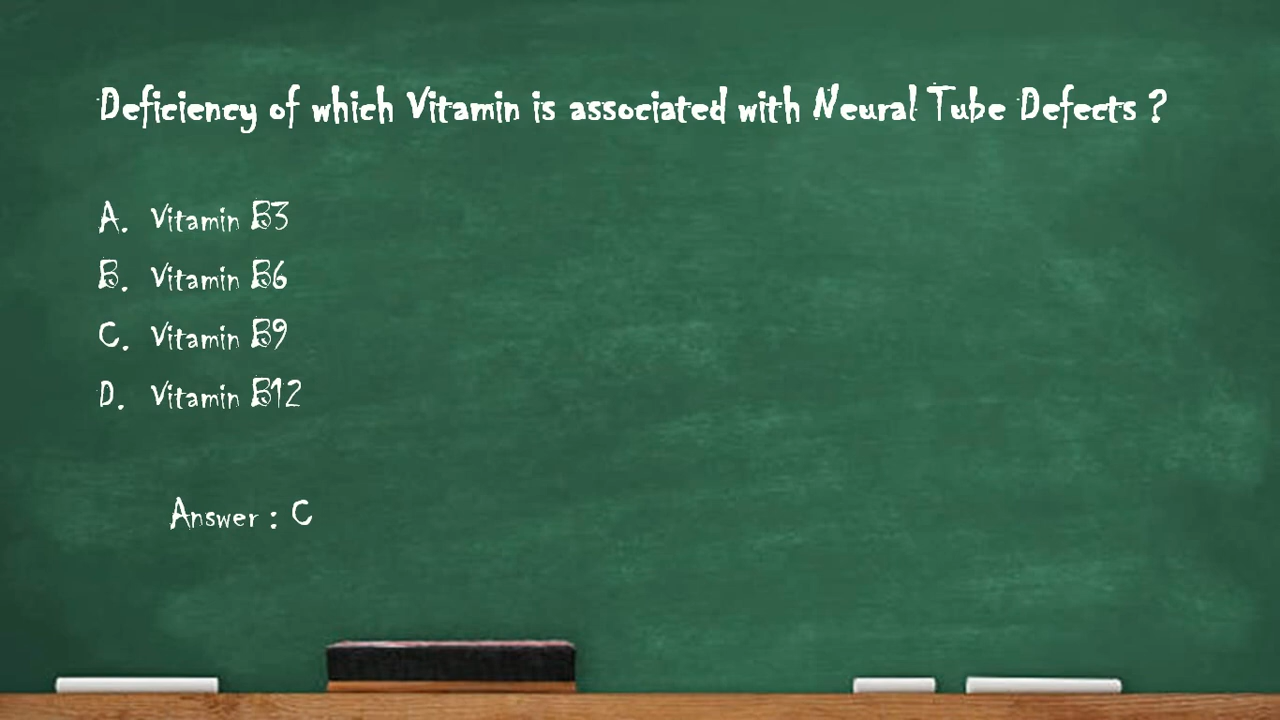 Deficiency of which Vitamin is associated with Neural Tube Defects ?
A. Vitamin B3
B. Vitamin B6
C. Vitamin B9
D. Vitamin B12
Answer : C